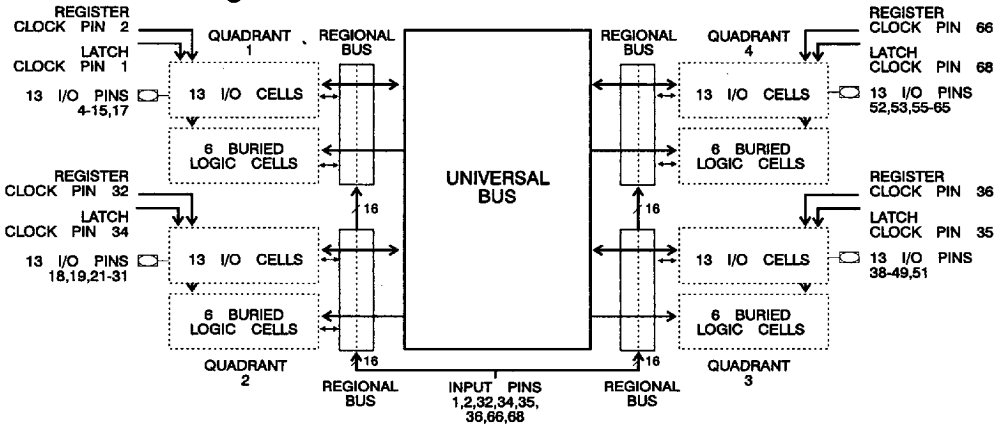 REGISTER
CLOCK PIN 2
LATCH
CLOCK PIN 1
13 I/O PINS
4-15,17
QUADRANT
1
REGIONAL
BUS
13 I/O CELLS
6 BURIED
LOGIC CELLS
REGISTER
CLOCK PIN 32
LATCH
CLOCK PIN 34
13 I/O PINS
18,19,21-31
13 I/O CELLS
6 BURIED
LOGIC CELLS
QUADRANT
2
16
16
REGIONAL
BUS
UNIVERSAL
BUS
INPUT PINS
1,2,32,34,35,
36,66,68
REGIONAL
BUS
QUADRANT
4
REGISTER
CLOCK PIN 66
LATCH
CLOCK PIN 68
13 I/O PINS
52,53,55-65
13 I/O CELLS
6 BURIED
LOGIC CELLS
16
16
REGISTER
CLOCK PIN 36
LATCH
CLOCK PIN 35
13 I/O PINS
38-49,51
13 I/O CELLS
6 BURIED
LOGIC CELLS
REGIONAL
BUS
QUADRANT
3